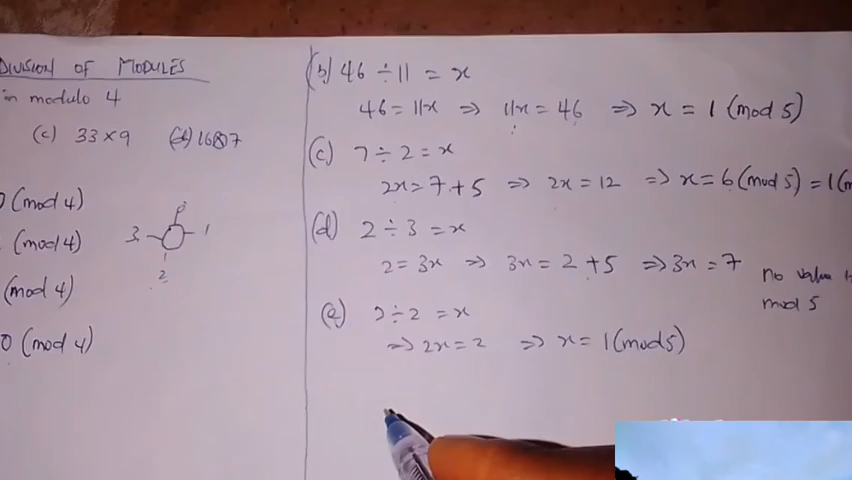 DIVISION OF MODULES
in modulo 4
(c) 33 × 9 (d) 16807
0 (mod 4)
(mod 4)
(mod 4)
0 (mod 4)
0
3 1
2
(b) 46 ÷ 11 = x
46 = 11x ⇒ 11x = 46 ⇒ x = 1 (mod 5)
(c) 7 ÷ 2 = x
2x = 7 + 5 ⇒ 2x = 12 ⇒ x = 6 (mod 5) = 1 (m
(d) 2 ÷ 3 = x
2 = 3x ⇒ 3x = 2 + 5 ⇒ 3x = 7
no value
mod 5
(e) 2 ÷ 2 = x
⇒ 2x = 2 ⇒ x = 1 (mod 5)